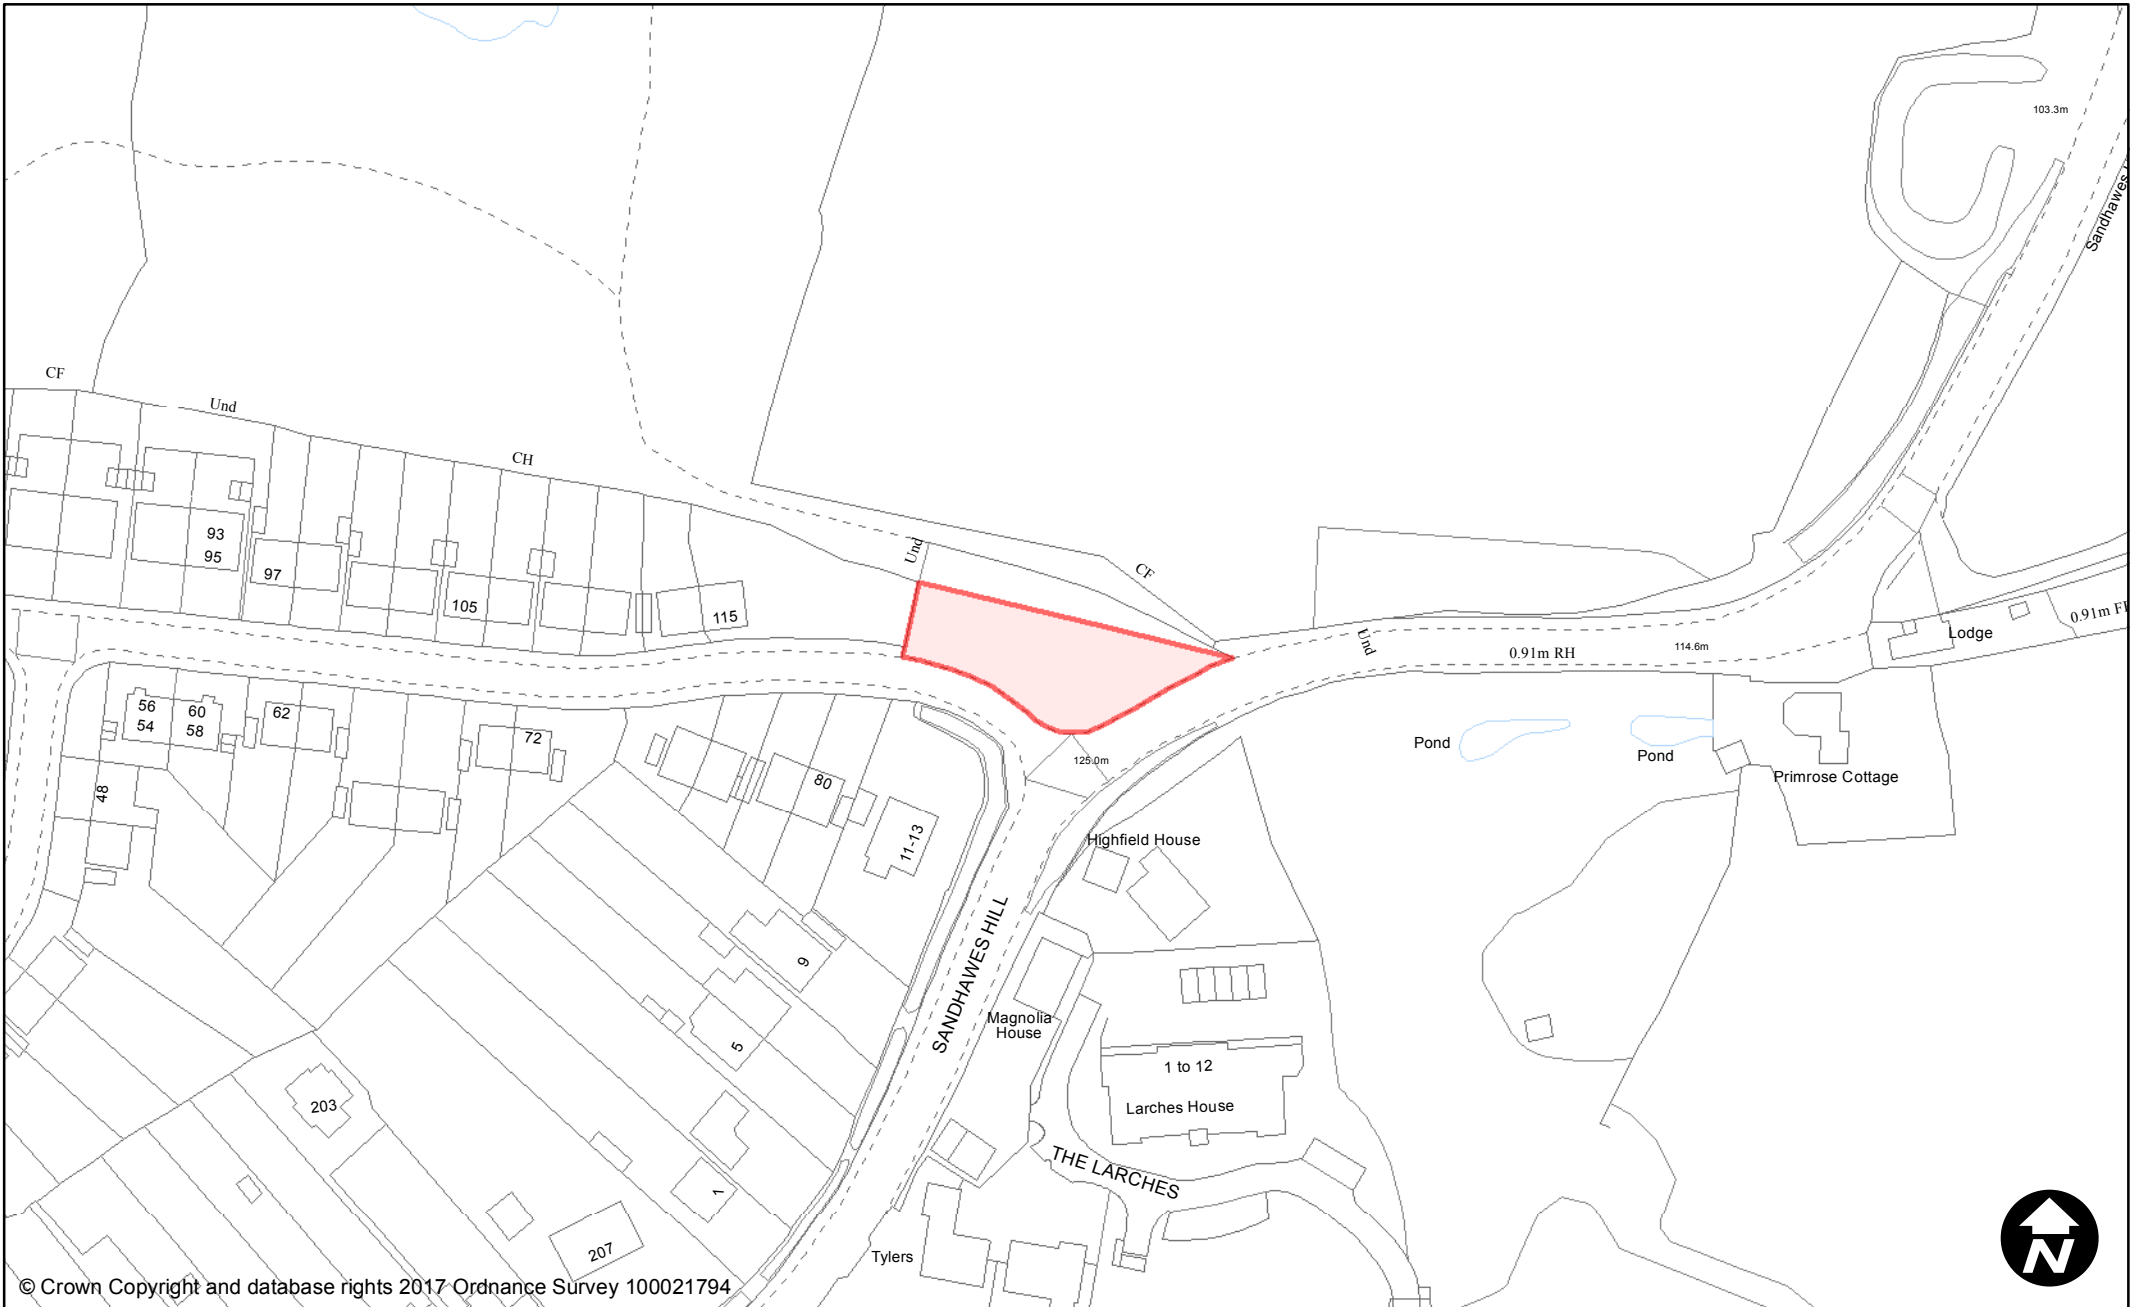 103.3m
Sandhawes
CF
Und
CH
93
95
97
105
115
Und
CF
Und
0.91m RH
114.6m
Lodge
0.91m
56
54
60
58
62
72
48
80
11-13
125.0m
Pond
Pond
Primrose Cottage
Highfield House
9
5
1
SANDHAWES HILL
Magnolia
House
1 to 12
Larches House
THE LARCHES
203
207
Tylers
N
© Crown Copyright and database rights 2017 Ordnance Survey 100021794